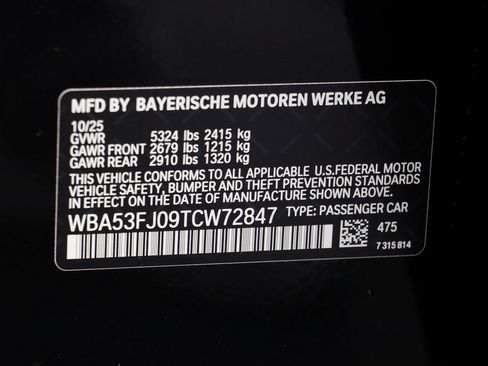 MFD BY BAYERISCHE MOTOREN WERKE AG
10/25
GVWR 5324 lbs 2415 kg
GAWR FRONT 2679 lbs 1215 kg
GAWR REAR 2910 lbs 1320 kg
THIS VEHICLE CONFORMS TO ALL APPLICABLE U.S.FEDERAL MOTOR
VEHICLE SAFETY, BUMPER, AND THEFT PREVENTION STANDARDS
IN EFFECT ON THE DATE OF MANUFACTURE SHOWN ABOVE.
WBA53FJ09TCW72847 TYPE: PASSENGER CAR
475
7 315 814